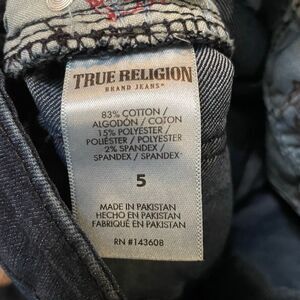 TRUE RELIGION
BRAND JEANS
83% COTTON /
ALGODÓN / COTON
15% POLYESTER /
POLIÉSTER / POLYESTER
2% SPANDEX /
SPANDEX / SPANDEX
5
MADE IN PAKISTAN
HECHO EN PAKISTAN
FABRIQUÉ EN PAKISTAN
RN #143608